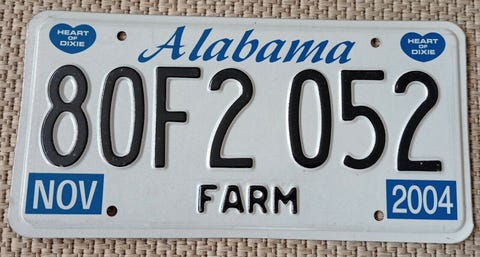 HEART OF DIXIE
Alabama
HEART OF DIXIE
80F2 052
NOV
FARM
2004